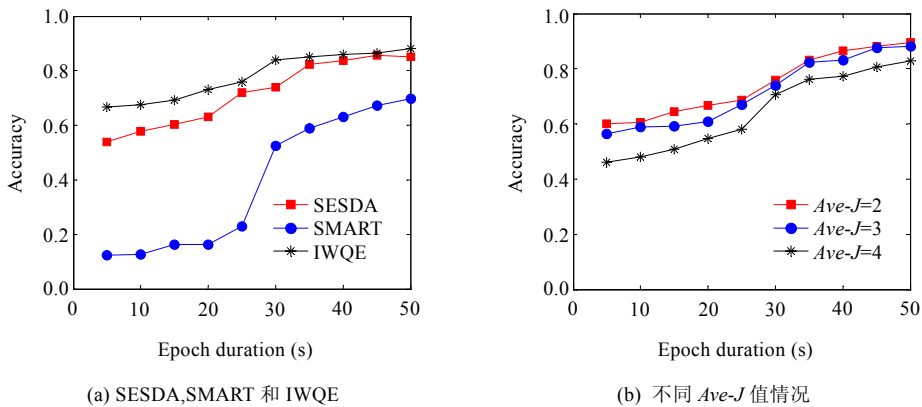 1.0
0.8
0.6
0.4
0.2
0.0
Accuracy
SESDA
SMART
IWQE
0 10 20 30 40 50
Epoch duration (s)
(a) SESDA,SMART 和 IWQE
1.0
0.8
0.6
0.4
0.2
0.0
Accuracy
Ave-J=2
Ave-J=3
Ave-J=4
0 10 20 30 40 50
Epoch duration (s)
(b) 不同 Ave-J 值情况